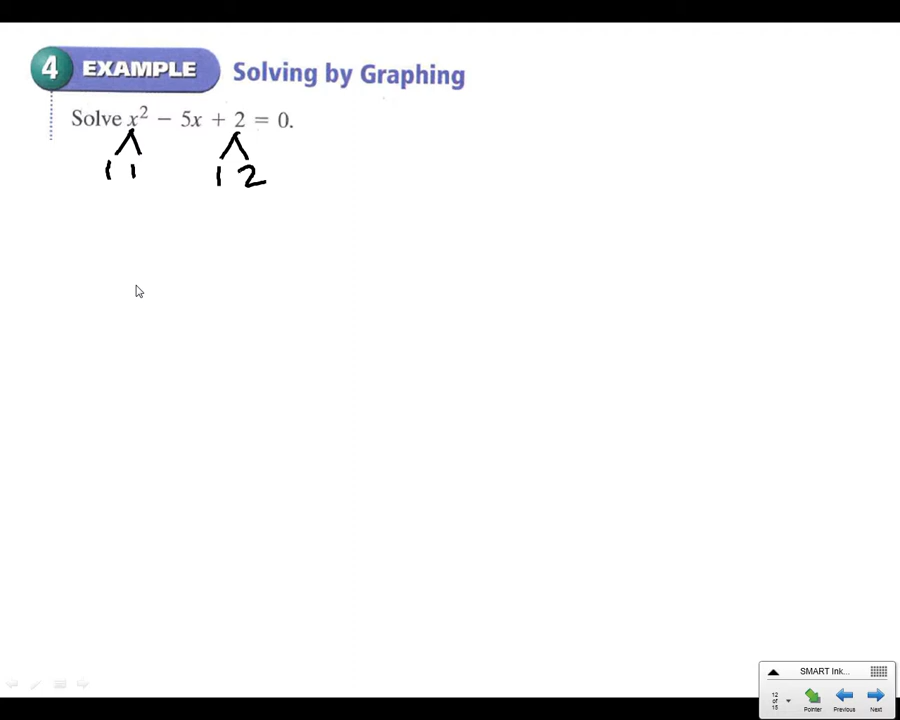 4 EXAMPLE Solving by Graphing
Solve x² − 5x + 2 = 0.
1 1 1 2
SMART Ink...
12 of 15 Pointer Previous Next